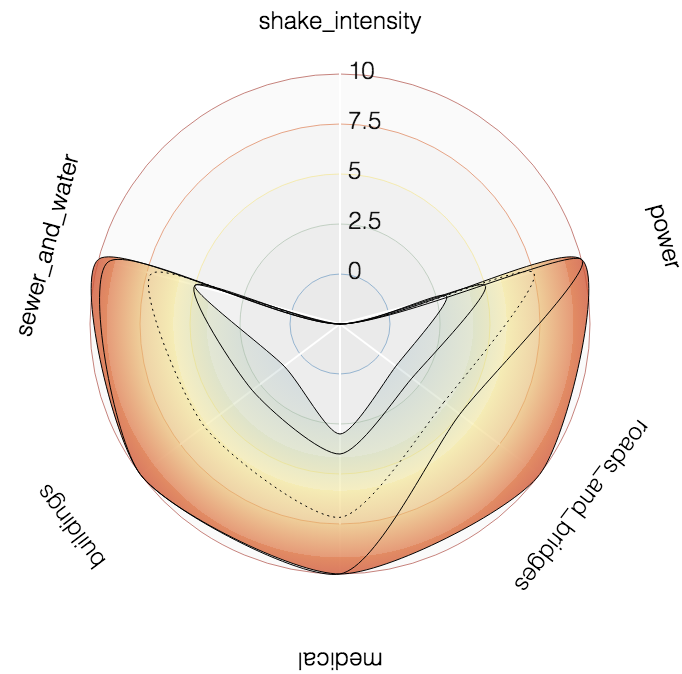 shake_intensity
10
7.5
5
2.5
0
power
roads_and_bridges
medical
buildings
sewer_and_water